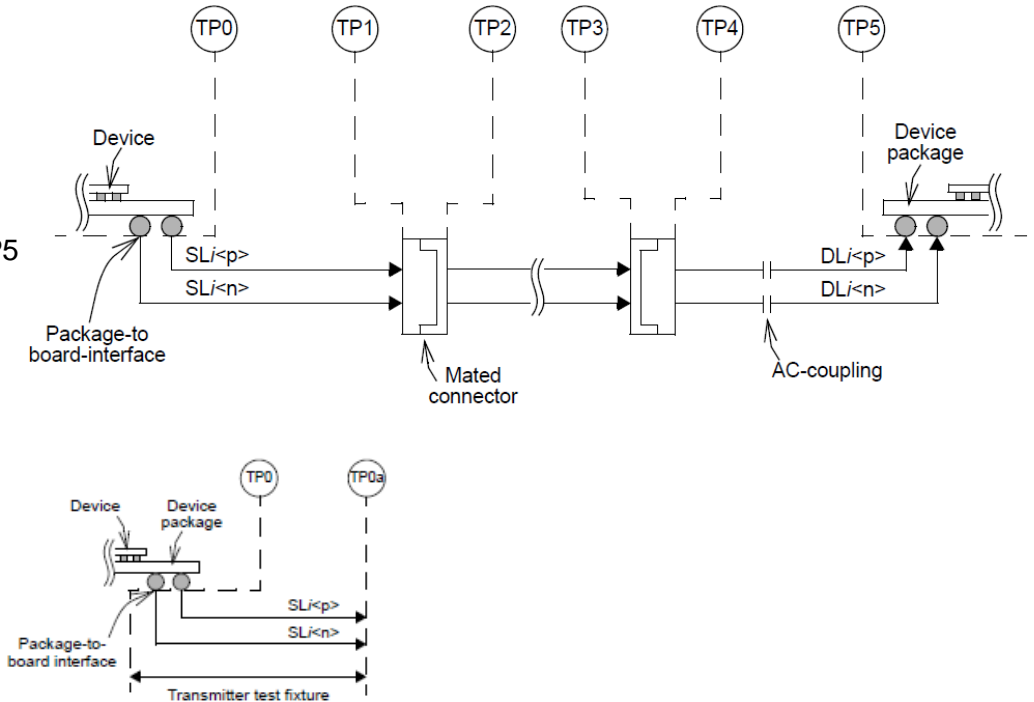 TP0 TP1 TP2 TP3 TP4 TP5
Device
Device
package
SLi<p>
DLi<p>
SLi<n>
DLi<n>
Package-to
board-interface
Mated
connector
AC-coupling
TP0 TP0a
Device
Device
package
SLi<p>
SLi<n>
Package-to-
board interface
Transmitter test fixture